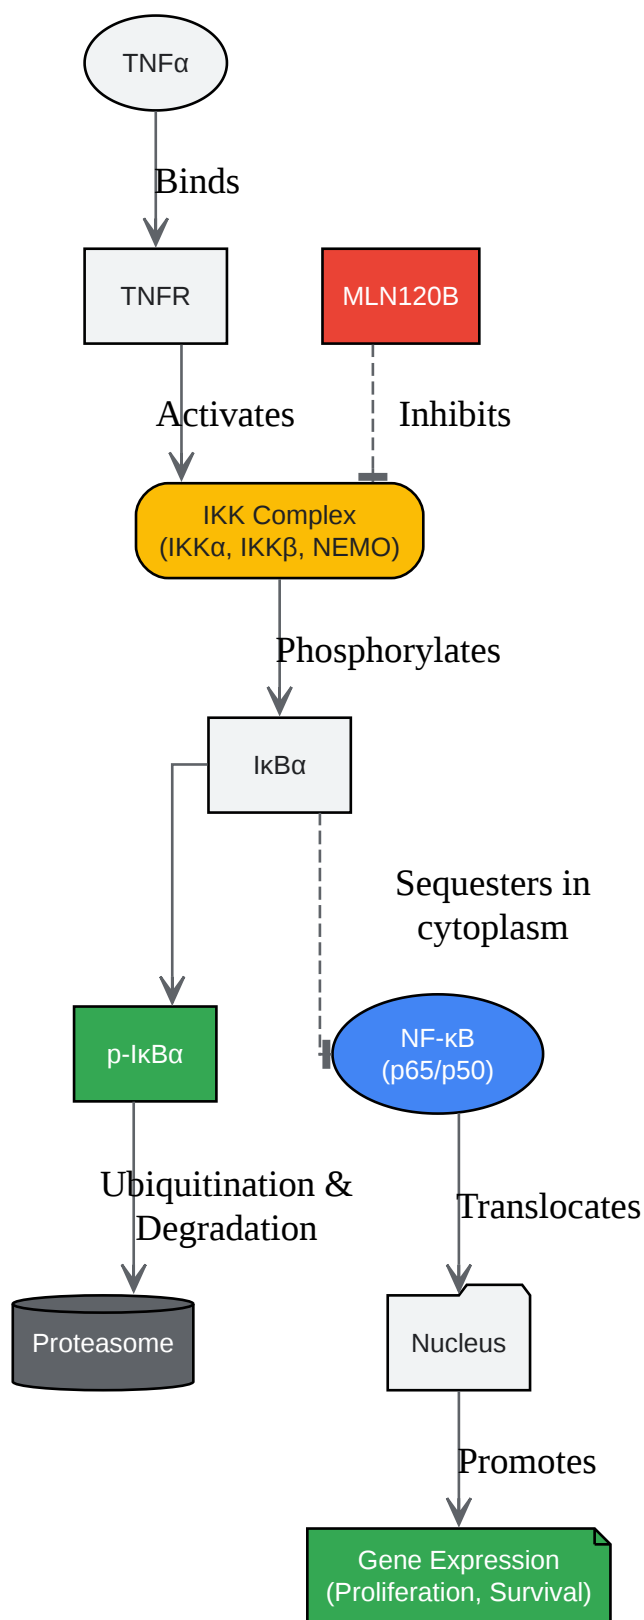 TNFα
Binds
TNFR
MLN120B
Activates
Inhibits
IKK Complex
(IKKα, IKKβ, NEMO)
Phosphorylates
IκBα
Sequesters in
cytoplasm
p-IκBα
NF-κB
(p65/p50)
Ubiquitination &
Degradation
Translocates
Proteasome
Nucleus
Promotes
Gene Expression
(Proliferation, Survival)